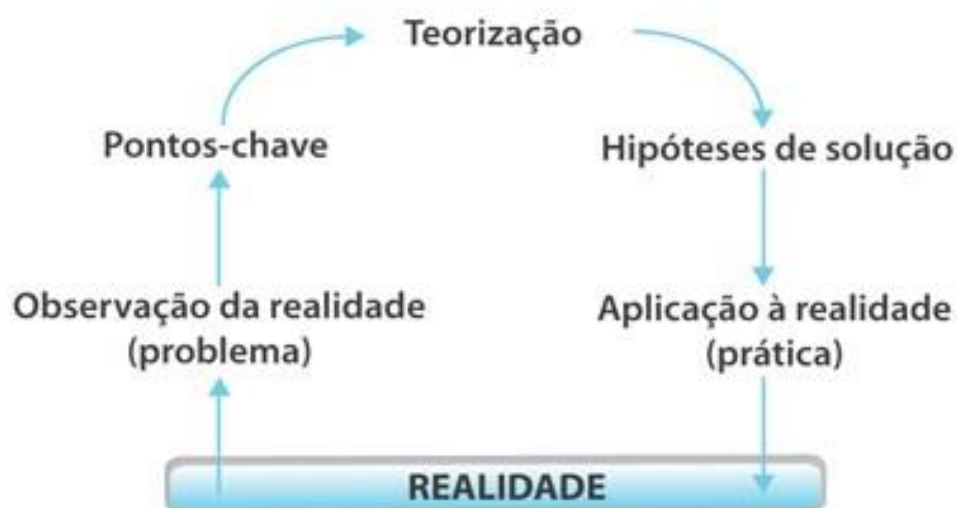 Teorização
Pontos-chave
Hipóteses de solução
Observação da realidade
(problema)
Aplicação à realidade
(prática)
REALIDADE